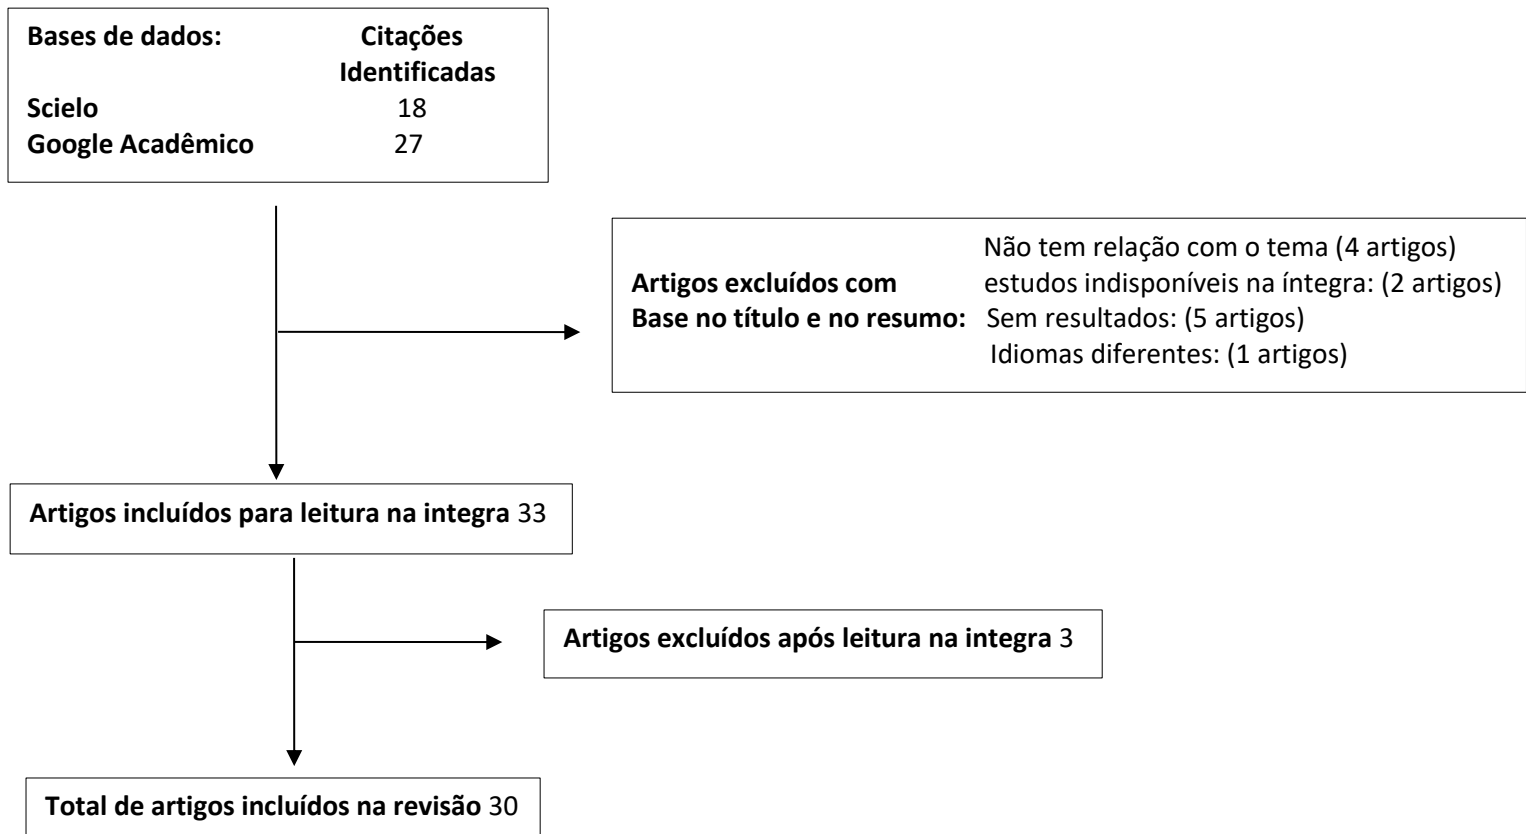 Bases de dados: Citações
Identificadas
Scielo 18
Google Acadêmico 27
Não tem relação com o tema (4 artigos)
Artigos excluídos com estudos indisponíveis na íntegra: (2 artigos)
Base no título e no resumo: Sem resultados: (5 artigos)
Idiomas diferentes: (1 artigos)
Artigos incluídos para leitura na integra 33
Artigos excluídos após leitura na integra 3
Total de artigos incluídos na revisão 30